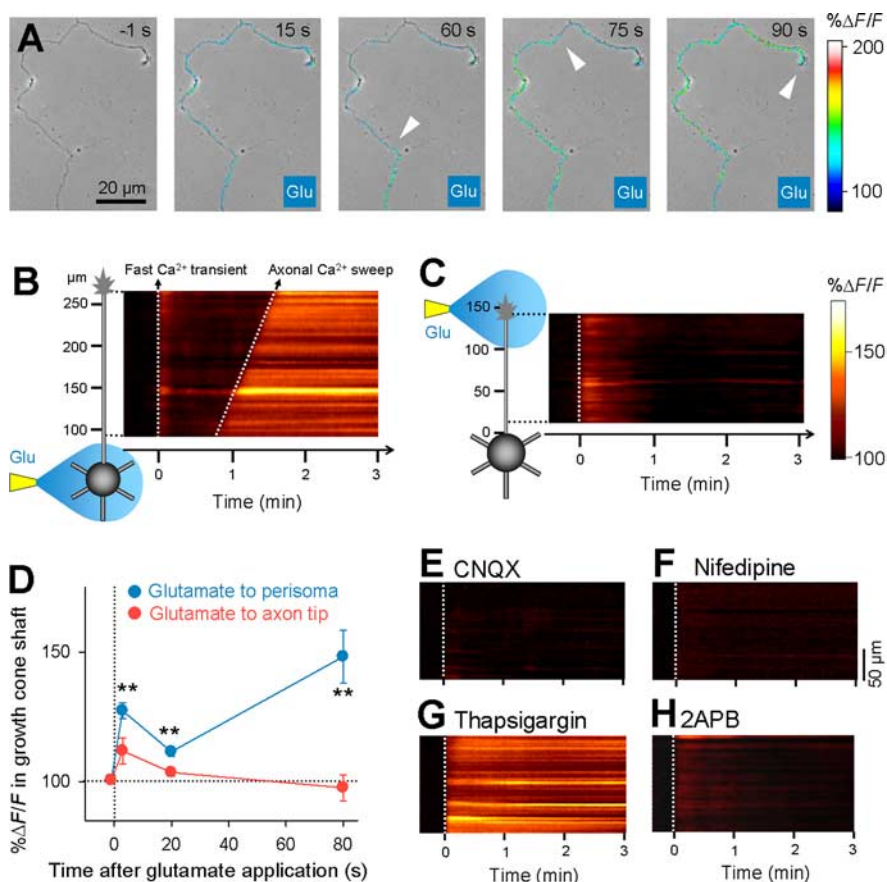 A
-1 s
15 s
60 s
75 s
90 s
20 µm
Glu
Glu
Glu
Glu
%ΔF/F
200
100
B
µm
Fast Ca²⁺ transient
Axonal Ca²⁺ sweep
250
200
150
100
Glu
0
1
2
3
Time (min)
C
Glu
150
100
50
0
0
1
2
3
Time (min)
%ΔF/F
150
100
D
Glutamate to perisoma
Glutamate to axon tip
%ΔF/F in growth cone shaft
150
100
**
**
**
0
20
40
60
80
Time after glutamate application (s)
E
CNQX
F
Nifedipine
50 µm
G
Thapsigargin
0
1
2
3
H
2APB
0
1
2
3